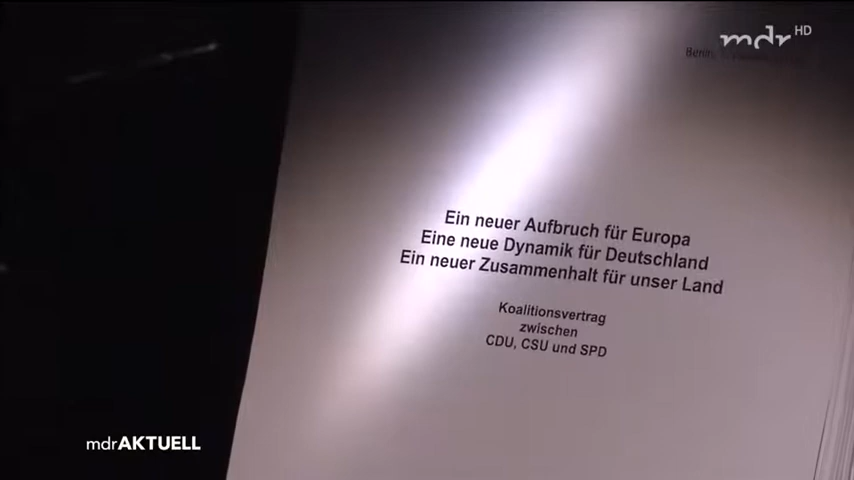 mdr HD
Ein neuer Aufbruch für Europa
Eine neue Dynamik für Deutschland
Ein neuer Zusammenhalt für unser Land
Koalitionsvertrag
zwischen
CDU, CSU und SPD
mdrAKTUELL